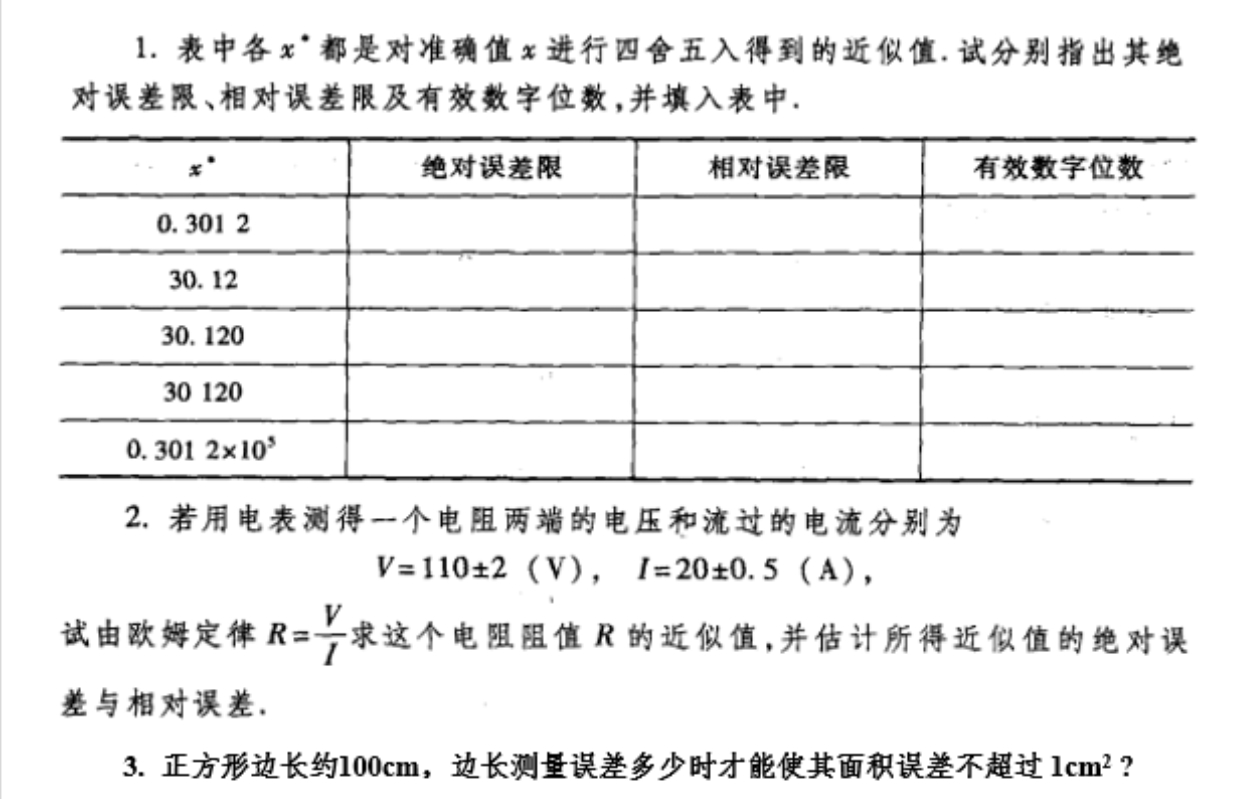 1. 表中各 x* 都是对准确值 x 进行四舍五入得到的近似值. 试分别指出其绝
对误差限、相对误差限及有效数字位数,并填入表中.
x* 绝对误差限 相对误差限 有效数字位数
0. 301 2
30. 12
30. 120
30 120
0. 301 2×10⁵
2. 若用电表测得一个电阻两端的电压和流过的电流分别为
V=110±2 (V), I=20±0. 5 (A),
试由欧姆定律 R=V/I 求这个电阻阻值 R 的近似值,并估计所得近似值的绝对误
差与相对误差.
3. 正方形边长约100cm，边长测量误差多少时才能使其面积误差不超过 1cm²？